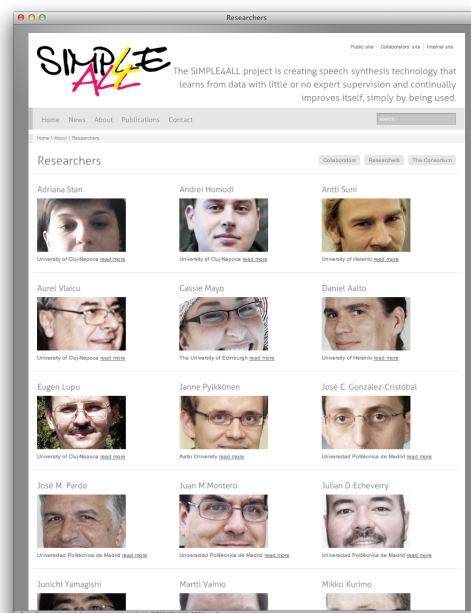 Researchers
SIMPLE
ALL
4
Public site | Collaborators' site | Internal site
The SIMPLE4ALL project is creating speech synthesis technology that
learns from data with little or no expert supervision and continually
improves itself, simply by being used.
Home News About Publications Contact
search
Home \ About \ Researchers
Researchers
Collaborators Researchers The Consortium
Adriana Stan Andrei Homodi Antti Suni
University of Cluj-Napoca read more University of Cluj-Napoca read more University of Helsinki read more
Aurel Vlaicu Cassie Mayo Daniel Aalto
University of Cluj-Napoca read more The University of Edinburgh read more University of Helsinki read more
Eugen Lupu Janne Pylkkönen José C. González-Cristóbal
University of Cluj-Napoca read more Aalto University read more Universidad Politécnica de Madrid read more
José M. Pardo Juan M Montero Julian D Echeverry
Universidad Politécnica de Madrid read more Universidad Politécnica de Madrid read more Universidad Politécnica de Madrid read more
Junichi Yamagishi Martti Vainio Mikko Kurimo